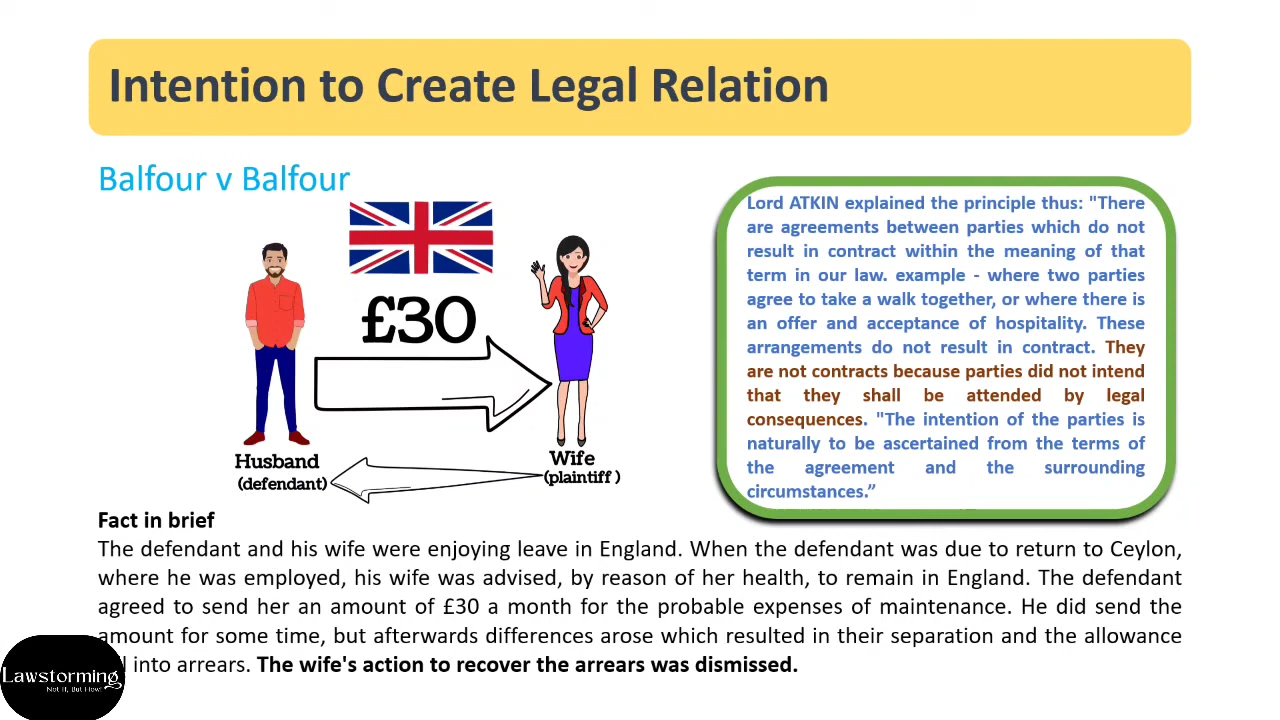 Intention to Create Legal Relation
Balfour v Balfour
£30
Husband
(defendant)
Wife
(plaintiff )
Lord ATKIN explained the principle thus: "There
are agreements between parties which do not
result in contract within the meaning of that
term in our law. example - where two parties
agree to take a walk together, or where there is
an offer and acceptance of hospitality. These
arrangements do not result in contract. They
are not contracts because parties did not intend
that they shall be attended by legal
consequences. "The intention of the parties is
naturally to be ascertained from the terms of
the agreement and the surrounding
circumstances.”
Fact in brief
The defendant and his wife were enjoying leave in England. When the defendant was due to return to Ceylon,
where he was employed, his wife was advised, by reason of her health, to remain in England. The defendant
agreed to send her an amount of £30 a month for the probable expenses of maintenance. He did send the
amount for some time, but afterwards differences arose which resulted in their separation and the allowance
into arrears. The wife's action to recover the arrears was dismissed.
Lawstorming
Not If, But How!